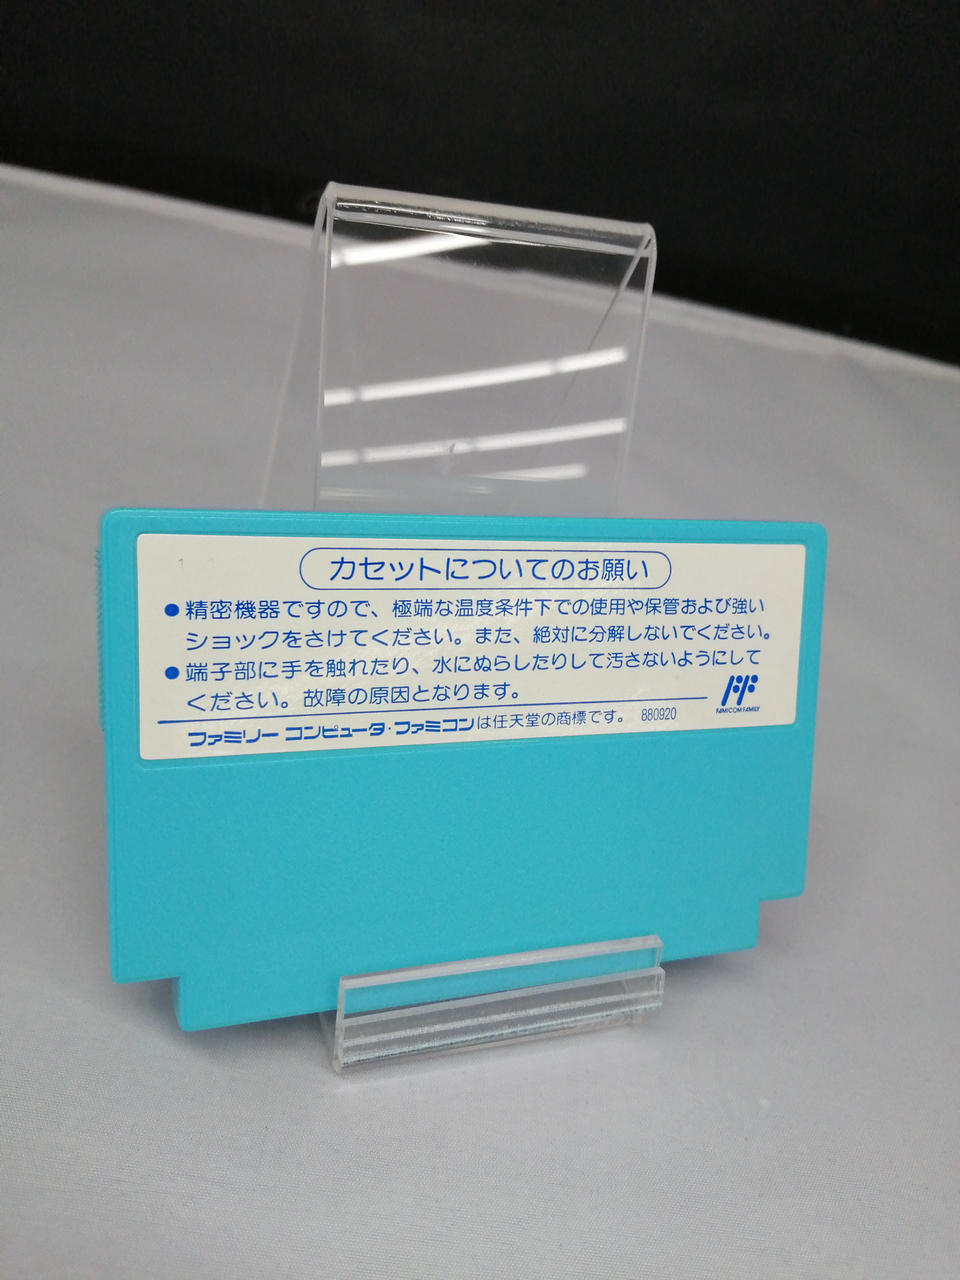 カセットについてのお願い
●精密機器ですので、極端な温度条件下での使用や保管および強い
ショックをさけてください。また、絶対に分解しないでください。
●端子部に手を触れたり、水にぬらしたりして汚さないようにして
ください。故障の原因となります。
FAMICOM FAMILY
ファミリー コンピュータ・ファミコンは任天堂の商標です。 880920